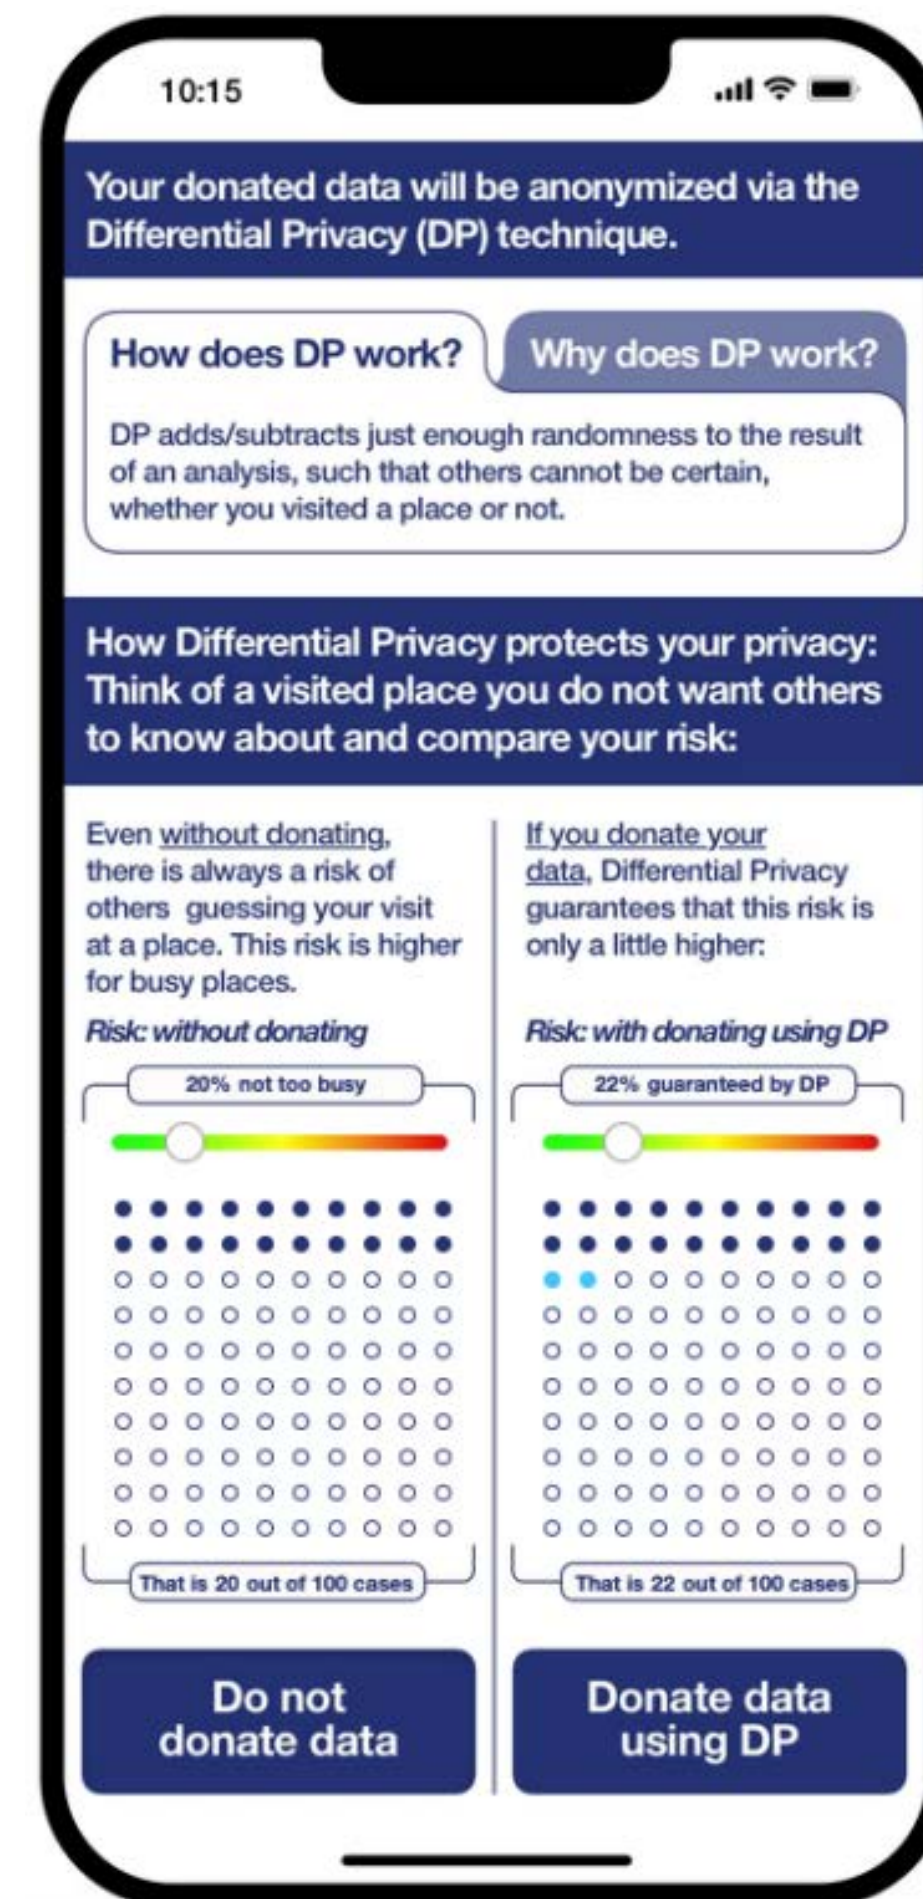 10:15
Your donated data will be anonymized via the
Differential Privacy (DP) technique.
How does DP work?
Why does DP work?
DP adds/subtracts just enough randomness to the result
of an analysis, such that others cannot be certain,
whether you visited a place or not.
How Differential Privacy protects your privacy:
Think of a visited place you do not want others
to know about and compare your risk:
Even without donating,
there is always a risk of
others guessing your visit
at a place. This risk is higher
for busy places.
Risk: without donating
20% not too busy
That is 20 out of 100 cases
Do not
donate data
If you donate your
data, Differential Privacy
guarantees that this risk is
only a little higher:
Risk: with donating using DP
22% guaranteed by DP
That is 22 out of 100 cases
Donate data
using DP